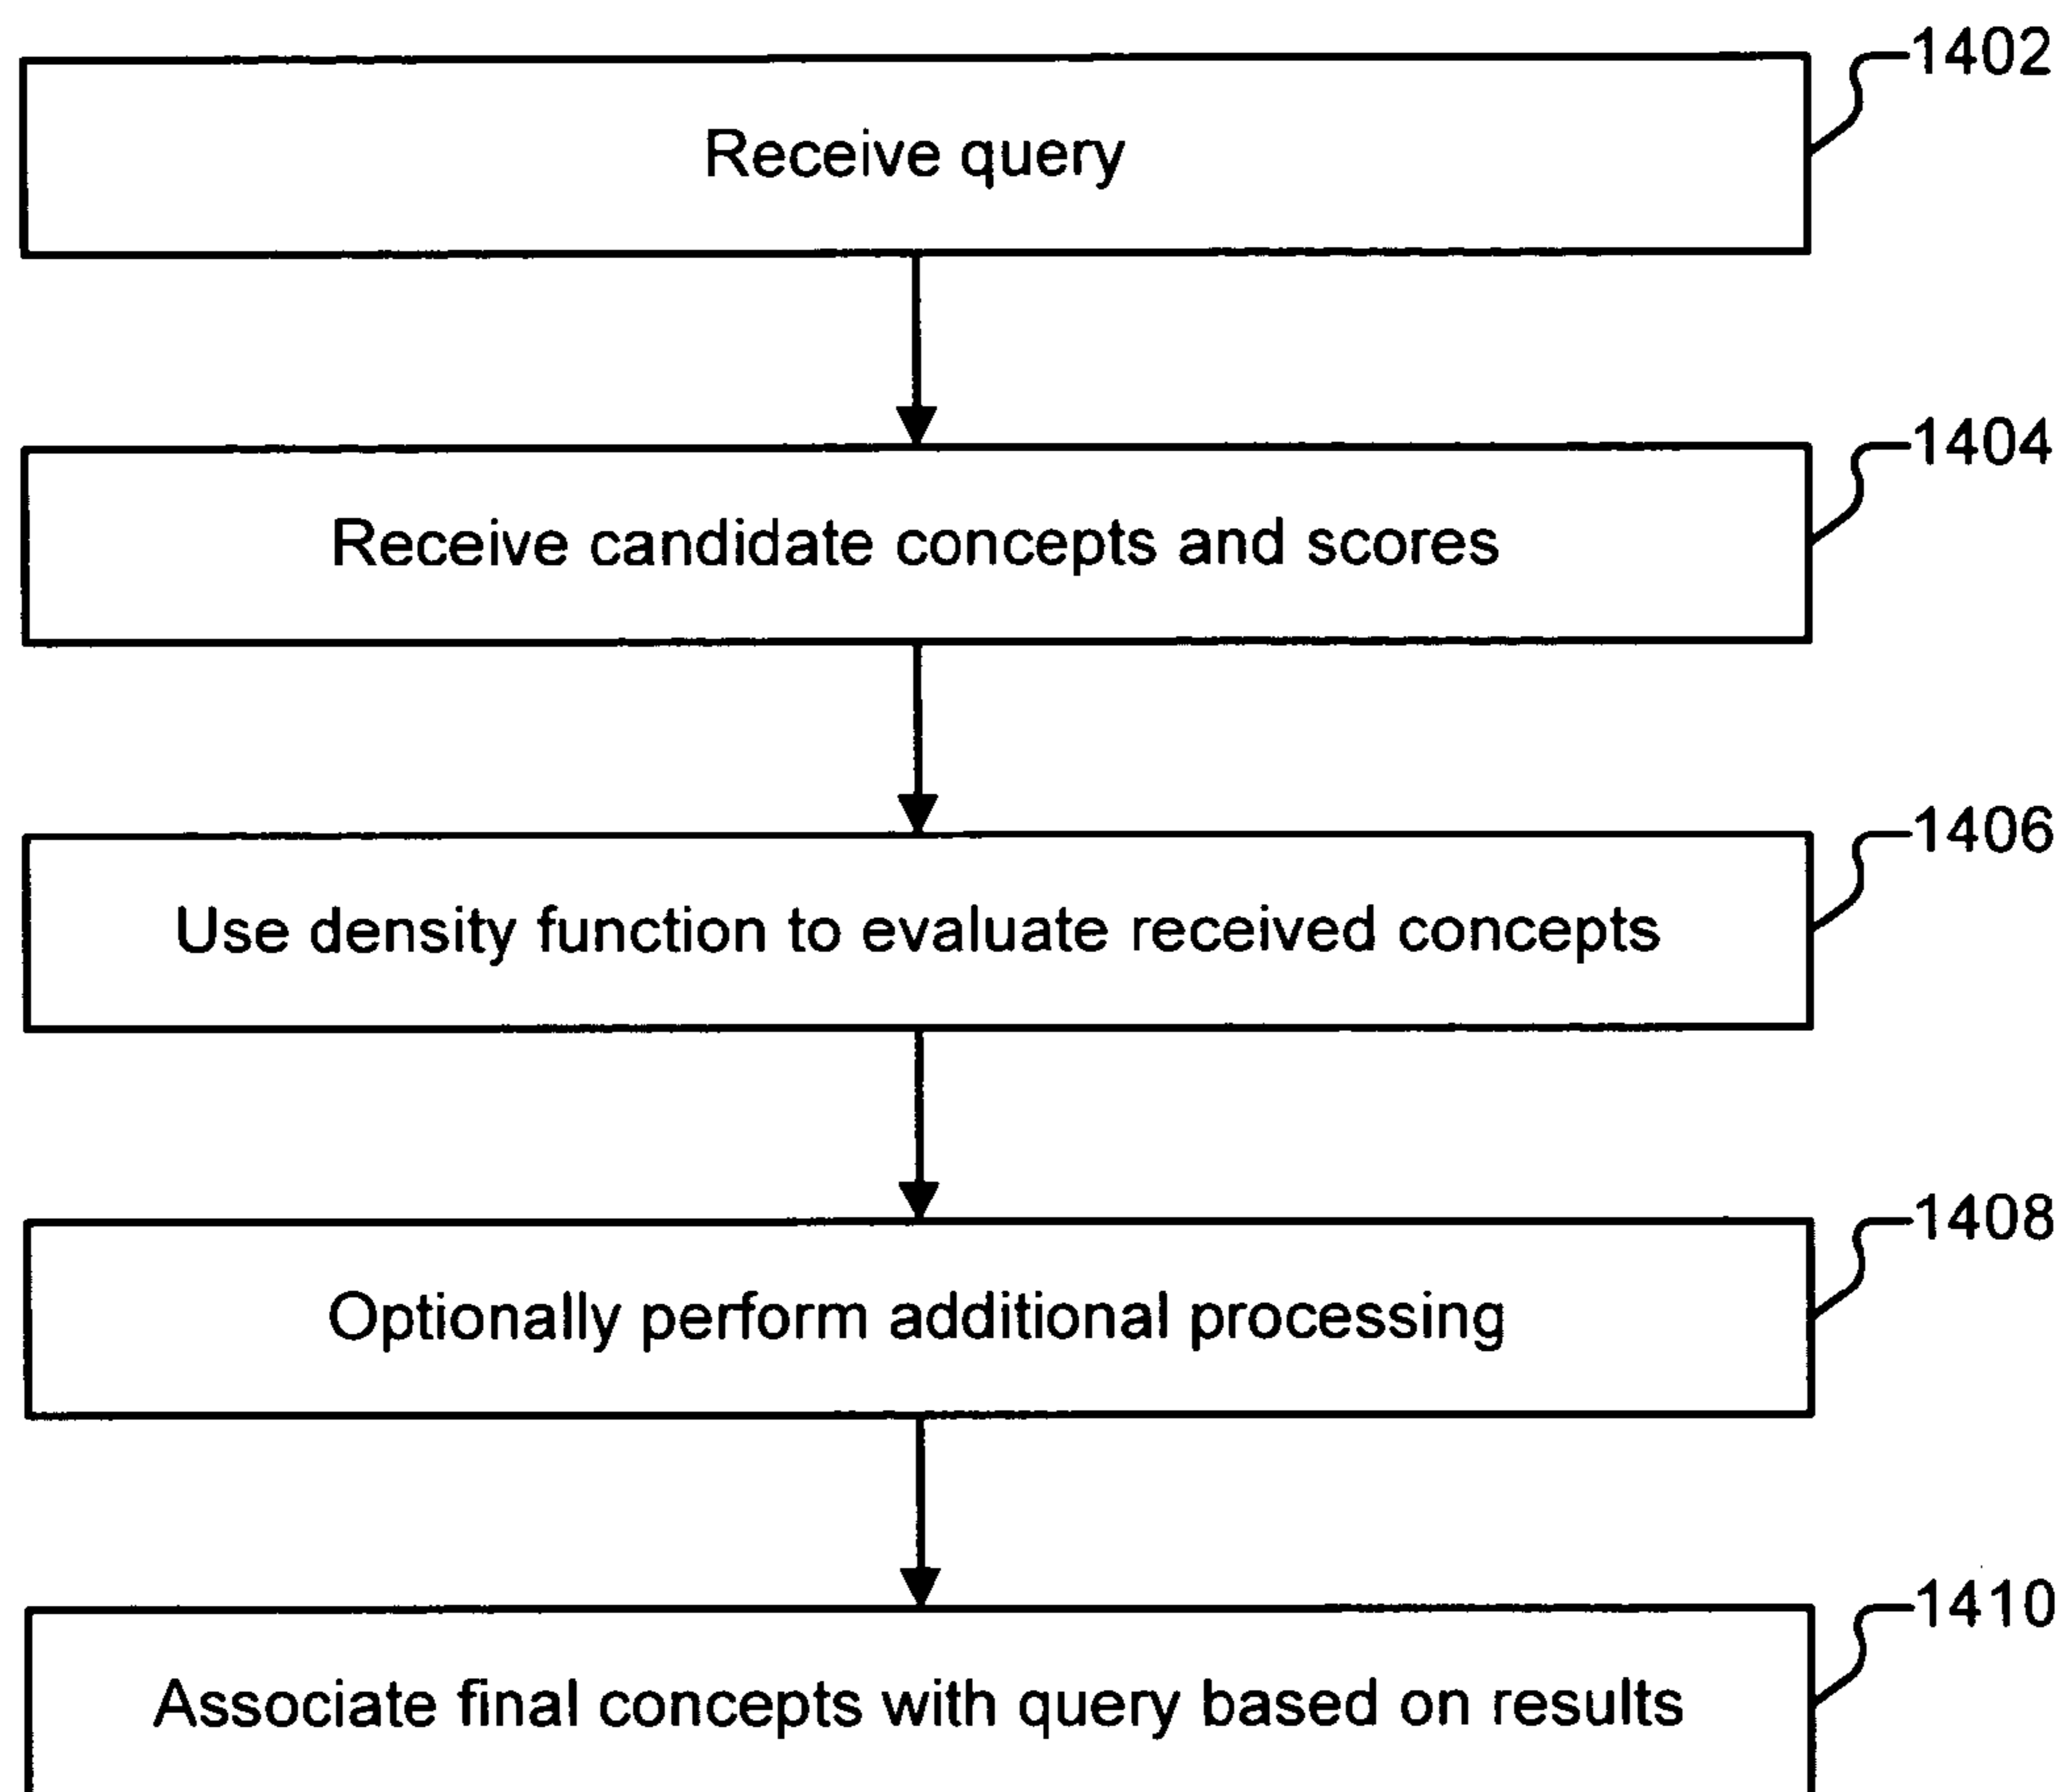 1402
Receive query
1404
Receive candidate concepts and scores
1406
Use density function to evaluate received concepts
1408
Optionally perform additional processing
1410
Associate final concepts with query based on results